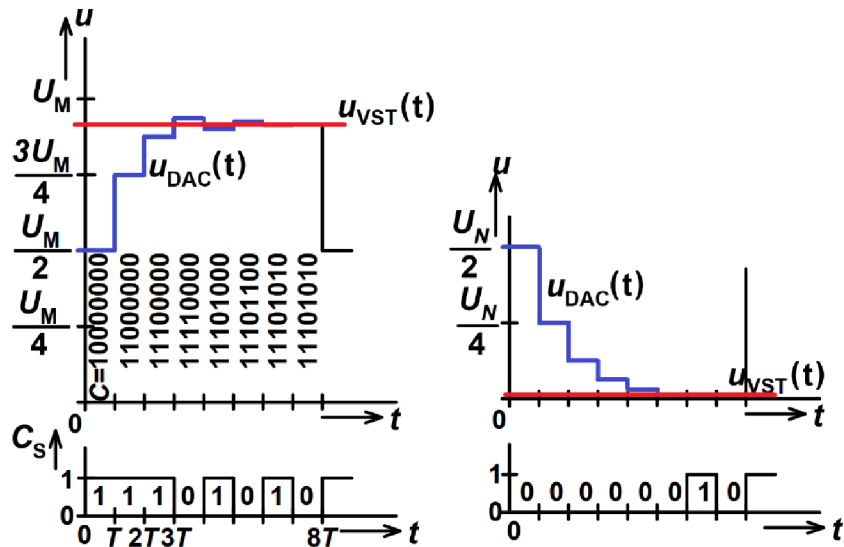 u
U_M
u_VST(t)
3U_M
4
u_DAC(t)
U_M
2
U_M
4
C=10000000
11000000
11100000
11110000
11101000
11101100
11101010
11101010
0
t
C_S
1
0
1 1 1 0 1 0 1 0
0 T 2T 3T 8T
t
u
U_N
2
u_DAC(t)
U_N
4
u_VST(t)
0
t
1
0
0 0 0 0 0 0 1 0
0
t